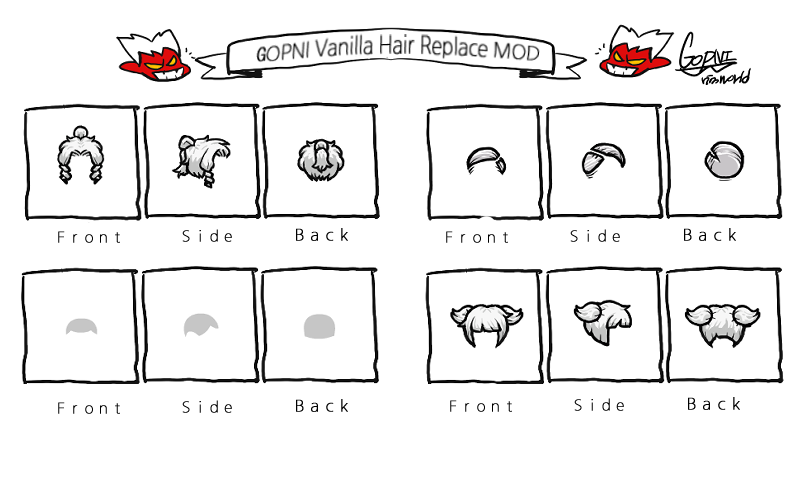 GOPNI Vanilla Hair Replace MOD
GOPNI
Front Side Back Front Side Back
Front Side Back Front Side Back